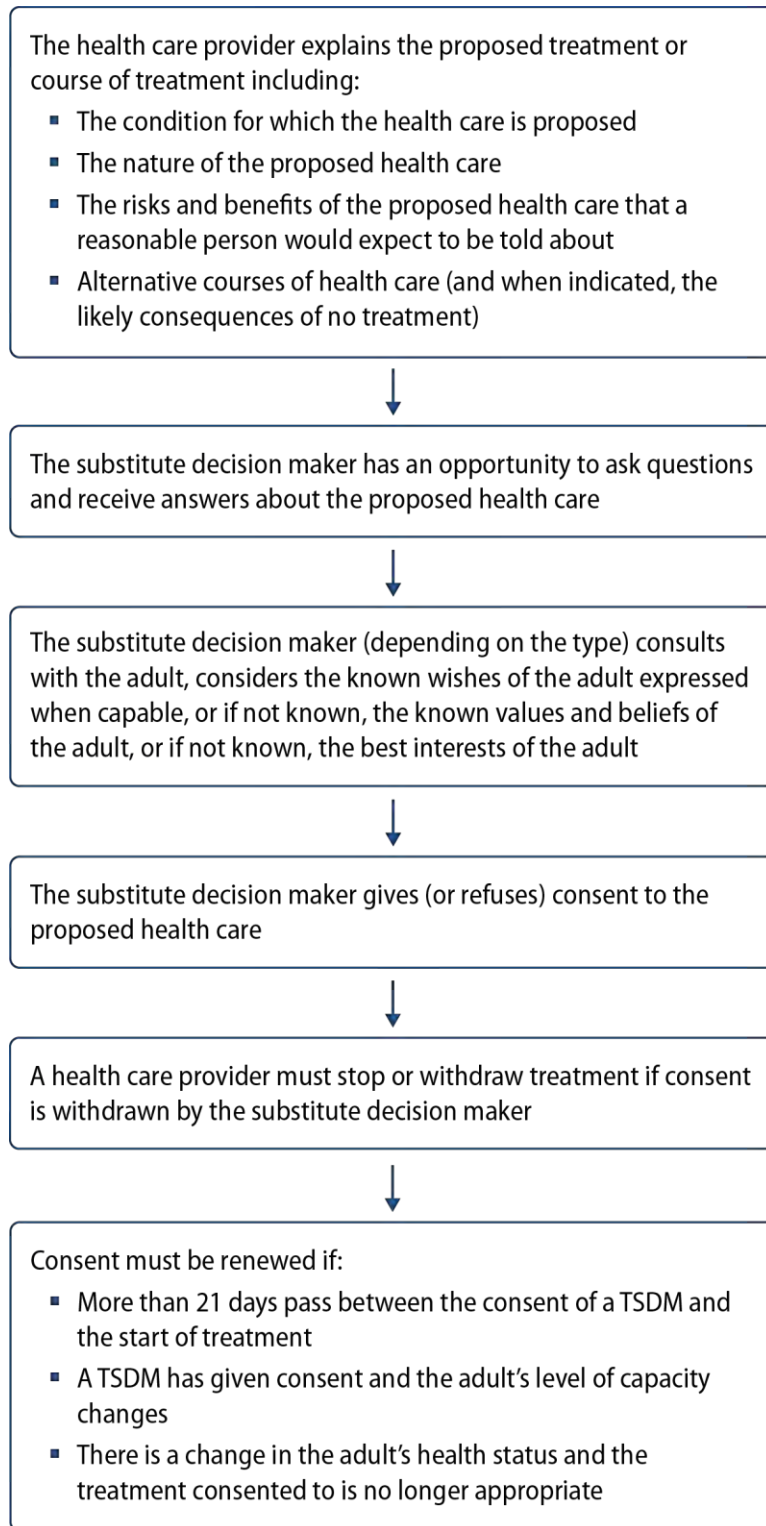 The health care provider explains the proposed treatment or
course of treatment including:
▪ The condition for which the health care is proposed
▪ The nature of the proposed health care
▪ The risks and benefits of the proposed health care that a
reasonable person would expect to be told about
▪ Alternative courses of health care (and when indicated, the
likely consequences of no treatment)
The substitute decision maker has an opportunity to ask questions
and receive answers about the proposed health care
The substitute decision maker (depending on the type) consults
with the adult, considers the known wishes of the adult expressed
when capable, or if not known, the known values and beliefs of
the adult, or if not known, the best interests of the adult
The substitute decision maker gives (or refuses) consent to the
proposed health care
A health care provider must stop or withdraw treatment if consent
is withdrawn by the substitute decision maker
Consent must be renewed if:
▪ More than 21 days pass between the consent of a TSDM and
the start of treatment
▪ A TSDM has given consent and the adult’s level of capacity
changes
▪ There is a change in the adult’s health status and the
treatment consented to is no longer appropriate